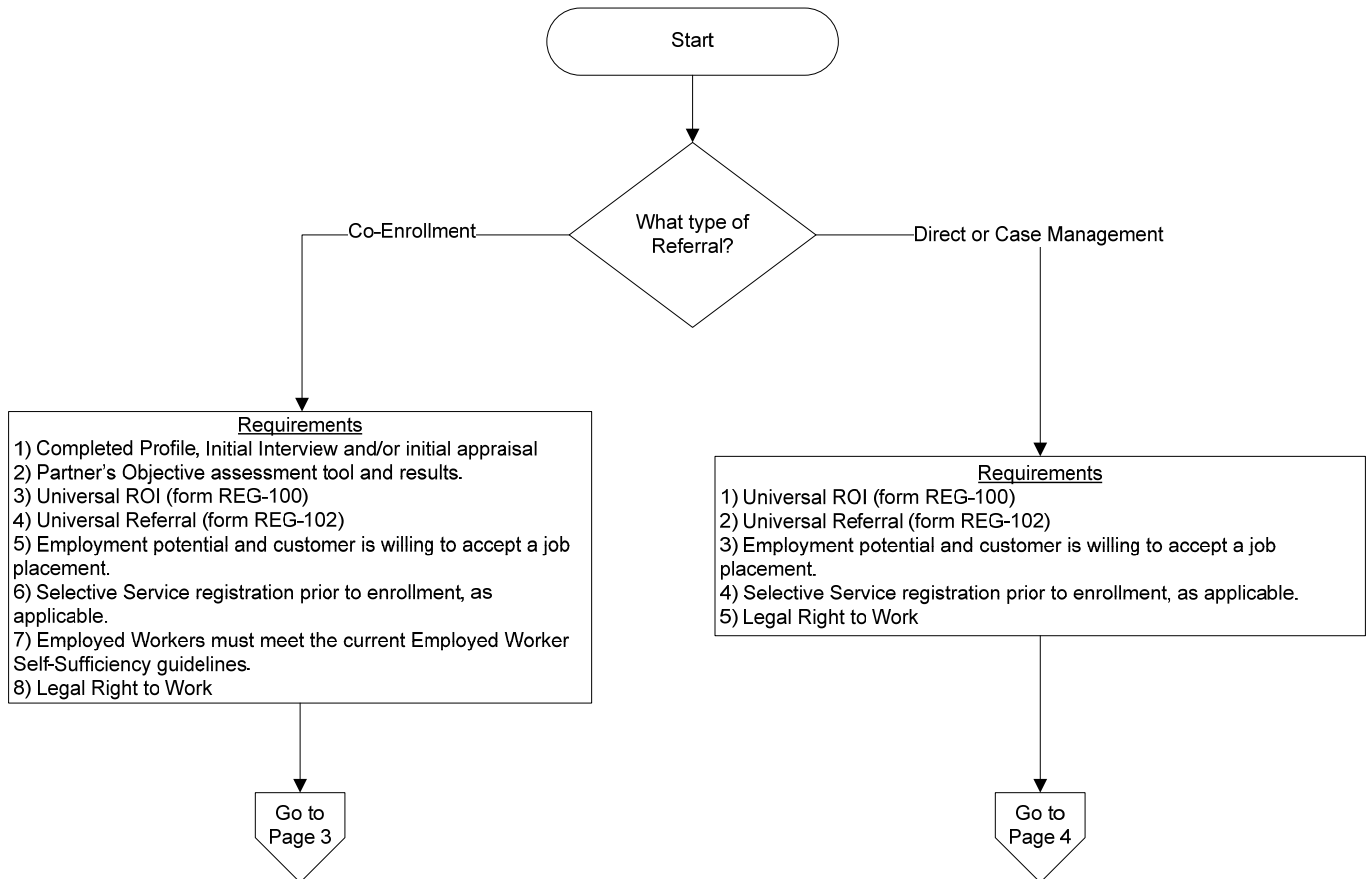 Start
What type of
Referral?
Co-Enrollment
Direct or Case Management
Requirements
1) Completed Profile, Initial Interview and/or initial appraisal
2) Partner's Objective assessment tool and results.
3) Universal ROI (form REG-100)
4) Universal Referral (form REG-102)
5) Employment potential and customer is willing to accept a job
placement.
6) Selective Service registration prior to enrollment, as
applicable.
7) Employed Workers must meet the current Employed Worker
Self-Sufficiency guidelines.
8) Legal Right to Work
Requirements
1) Universal ROI (form REG-100)
2) Universal Referral (form REG-102)
3) Employment potential and customer is willing to accept a job
placement.
4) Selective Service registration prior to enrollment, as applicable.
5) Legal Right to Work
Go to
Page 3
Go to
Page 4